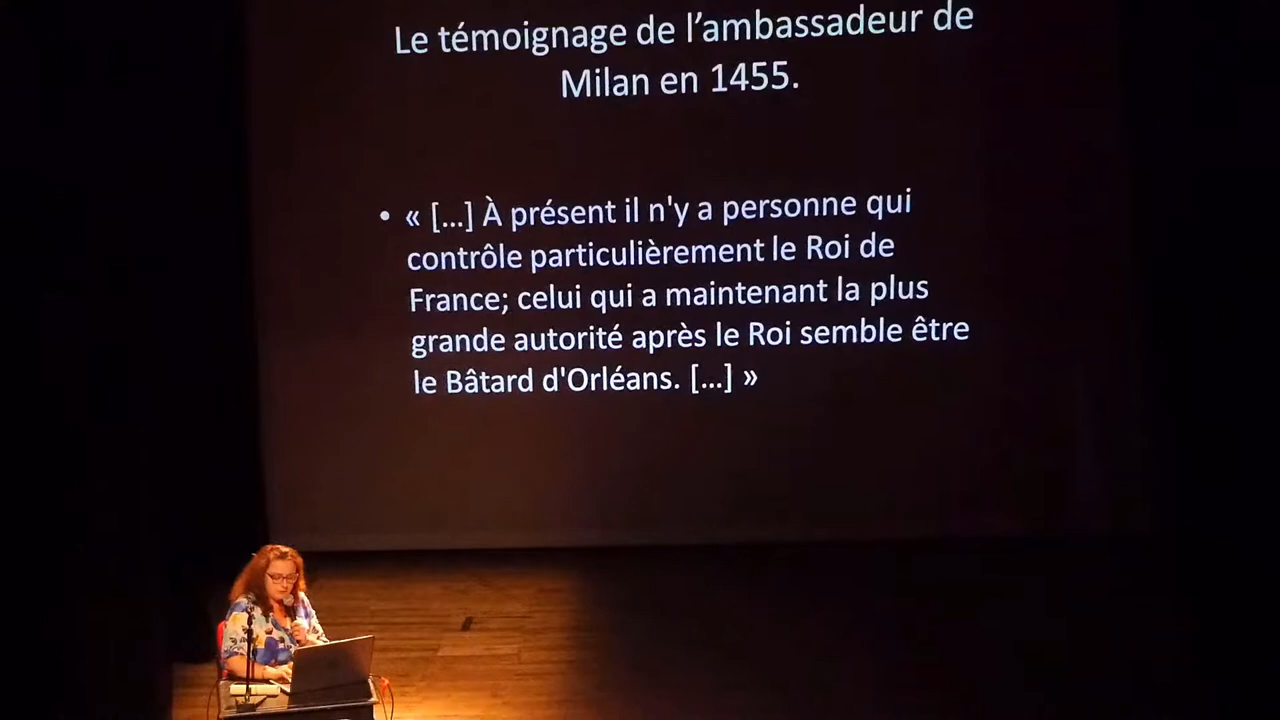 Le témoignage de l’ambassadeur de
Milan en 1455.
• « [...] À présent il n'y a personne qui
contrôle particulièrement le Roi de
France; celui qui a maintenant la plus
grande autorité après le Roi semble être
le Bâtard d'Orléans. [...] »